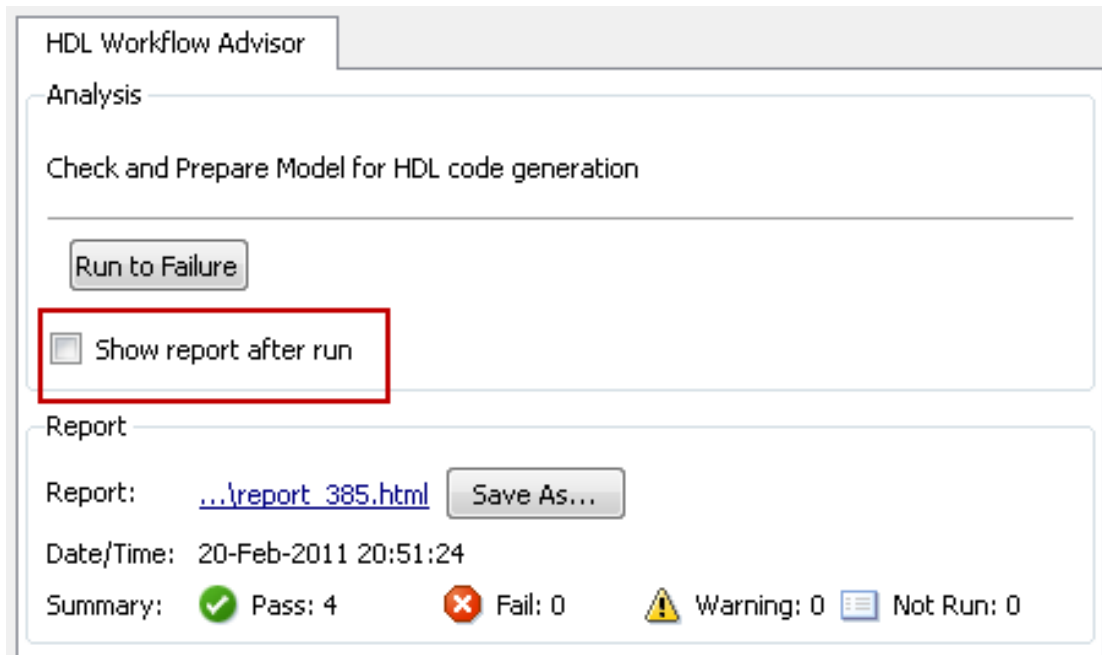 HDL Workflow Advisor
Analysis
Check and Prepare Model for HDL code generation
Run to Failure
Show report after run
Report
Report: ...\report_385.html Save As...
Date/Time: 20-Feb-2011 20:51:24
Summary: Pass: 4 Fail: 0 Warning: 0 Not Run: 0